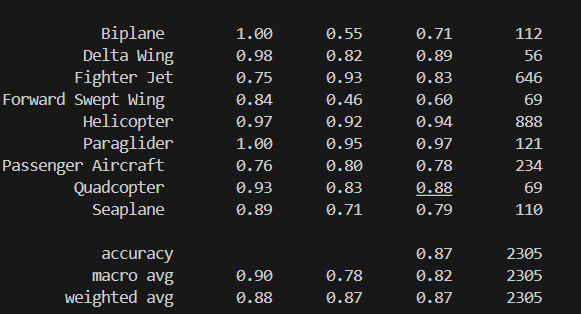 Biplane 1.00 0.55 0.71 112
Delta Wing 0.98 0.82 0.89 56
Fighter Jet 0.75 0.93 0.83 646
Forward Swept Wing 0.84 0.46 0.60 69
Helicopter 0.97 0.92 0.94 888
Paraglider 1.00 0.95 0.97 121
Passenger Aircraft 0.76 0.80 0.78 234
Quadcopter 0.93 0.83 0.88 69
Seaplane 0.89 0.71 0.79 110
accuracy 0.87 2305
macro avg 0.90 0.78 0.82 2305
weighted avg 0.88 0.87 0.87 2305